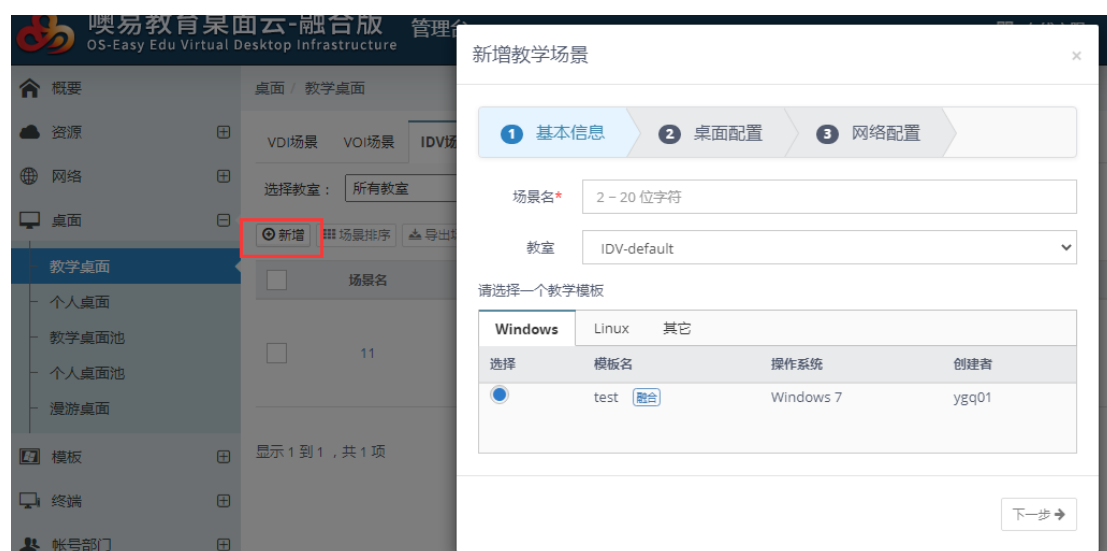 噢易教育桌面云-融合版 管理台
OS-Easy Edu Virtual Desktop Infrastructure
概要
资源
网络
桌面
教学桌面
个人桌面
教学桌面池
个人桌面池
漫游桌面
模板
终端
帐号部门
桌面 / 教学桌面
VDI场景 VOI场景 IDV场
选择教室: 所有教室
新增 场景排序 导出场
场景名
11
显示 1 到 1 , 共 1 项
新增教学场景 ×
1 基本信息 2 桌面配置 3 网络配置
场景名* 2 – 20 位字符
教室 IDV-default
请选择一个教学模板
Windows Linux 其它
选择 模板名 操作系统 创建者
test 融合 Windows 7 ygq01
下一步